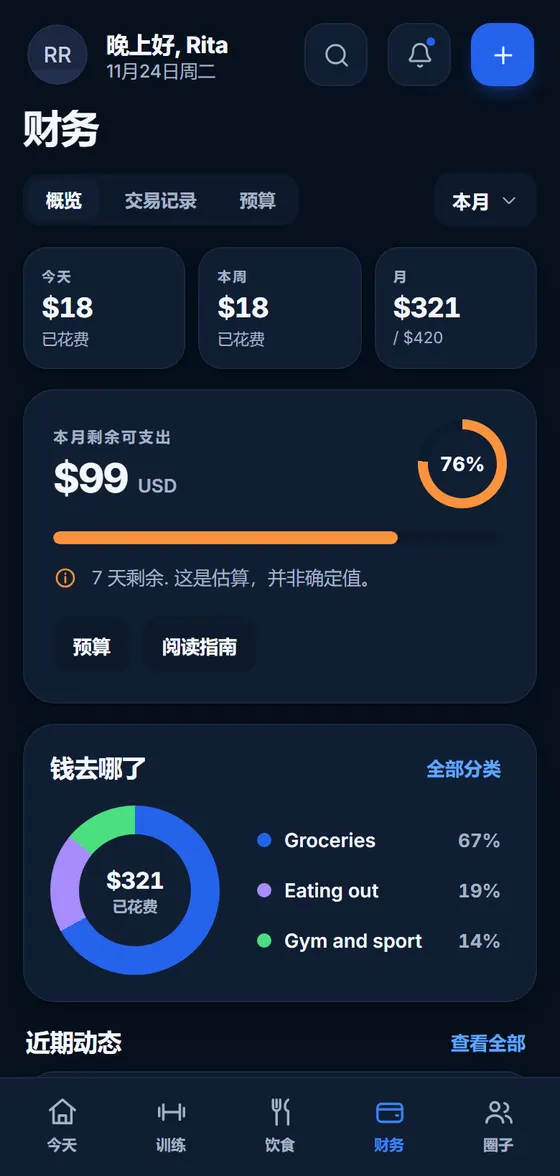 RR
晚上好, Rita
11月24日周二
财务
概览
交易记录
预算
本月
今天
$18
已花费
本周
$18
已花费
月
$321
/ $420
本月剩余可支出
$99 USD
76%
7 天剩余. 这是估算，并非确定值。
预算
阅读指南
钱去哪了
全部分类
$321
已花费
Groceries 67%
Eating out 19%
Gym and sport 14%
近期动态
查看全部
今天
训练
饮食
财务
圈子